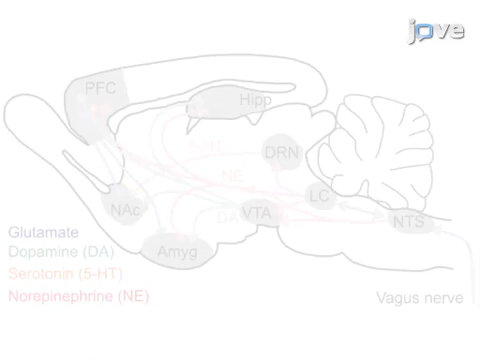 jove
PFC
Hipp
5-HT
DRN
NE
LC
NAc
DA
VTA
NTS
Amyg
Glutamate
Dopamine (DA)
Serotonin (5-HT)
Norepinephrine (NE)
Vagus nerve